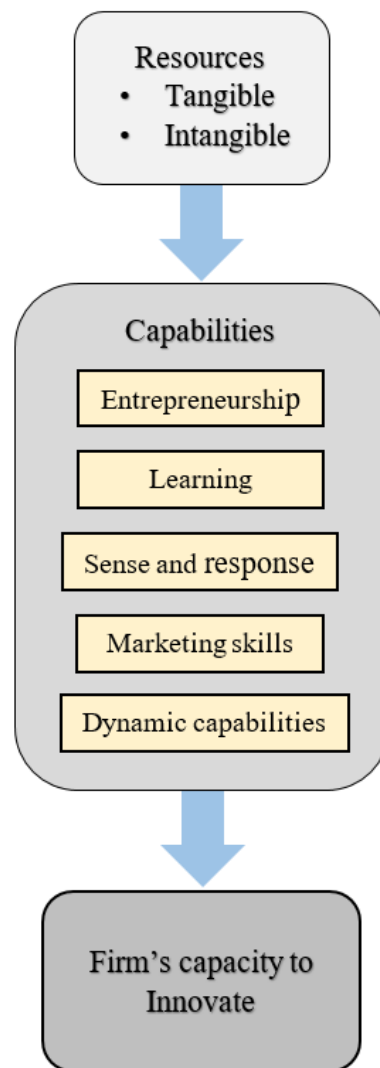 Resources
• Tangible
• Intangible
Capabilities
Entrepreneurship
Learning
Sense and response
Marketing skills
Dynamic capabilities
Firm’s capacity to
Innovate